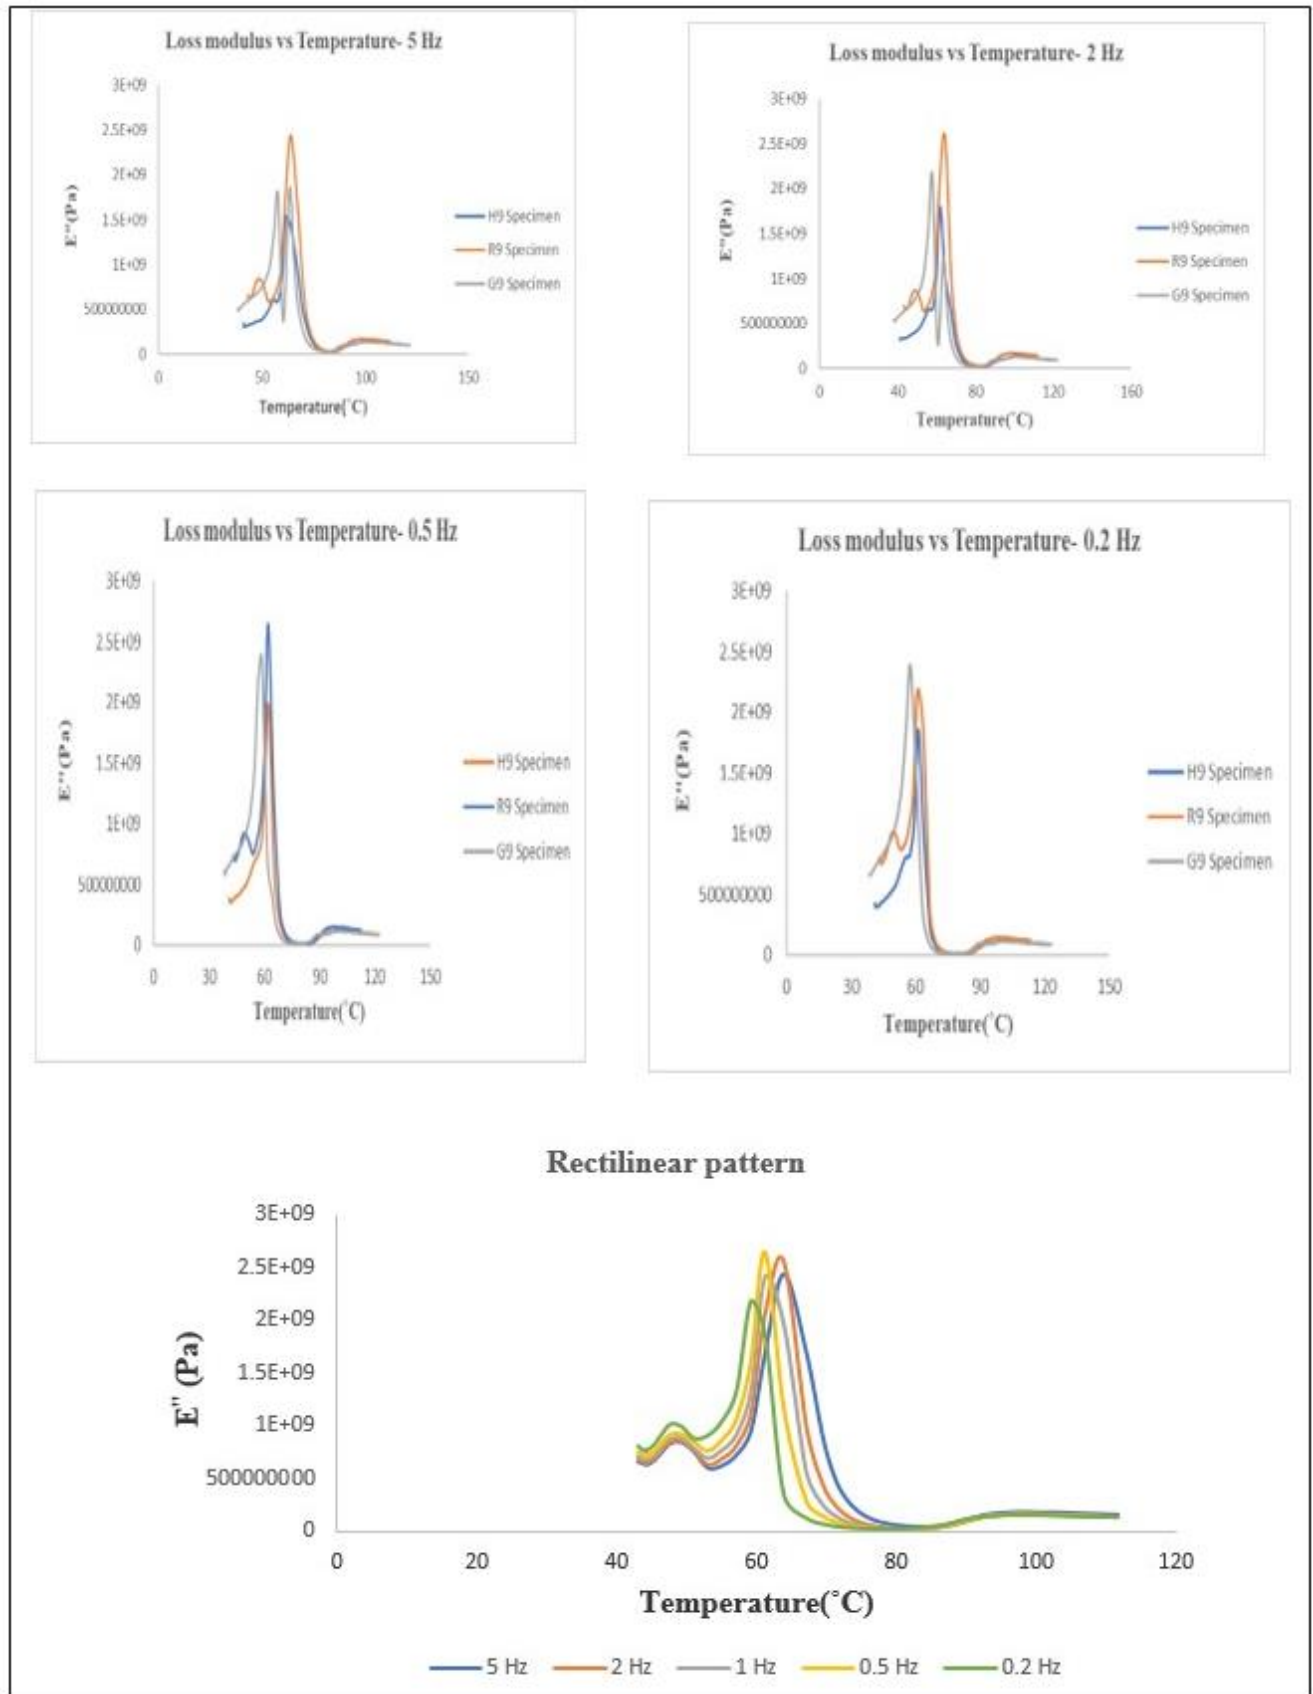 Loss modulus vs Temperature- 5 Hz
3E+09
2.5E+09
2E+09
1.5E+09
1E+09
500000000
0
E''(Pa)
0 50 100 150
Temperature(˚C)
H9 Specimen
R9 Specimen
G9 Specimen
Loss modulus vs Temperature- 2 Hz
3E+09
2.5E+09
2E+09
1.5E+09
1E+09
500000000
0
E''(Pa)
0 40 80 120 160
Temperature(˚C)
H9 Specimen
R9 Specimen
G9 Specimen
Loss modulus vs Temperature- 0.5 Hz
3E+09
2.5E+09
2E+09
1.5E+09
1E+09
500000000
0
E''(Pa)
0 30 60 90 120 150
Temperature(˚C)
H9 Specimen
R9 Specimen
G9 Specimen
Loss modulus vs Temperature- 0.2 Hz
3E+09
2.5E+09
2E+09
1.5E+09
1E+09
500000000
0
E''(Pa)
0 30 60 90 120 150
Temperature(˚C)
H9 Specimen
R9 Specimen
G9 Specimen
Rectilinear pattern
3E+09
2.5E+09
2E+09
1.5E+09
1E+09
500000000
0
E'' (Pa)
0 20 40 60 80 100 120
Temperature(˚C)
5 Hz 2 Hz 1 Hz 0.5 Hz 0.2 Hz